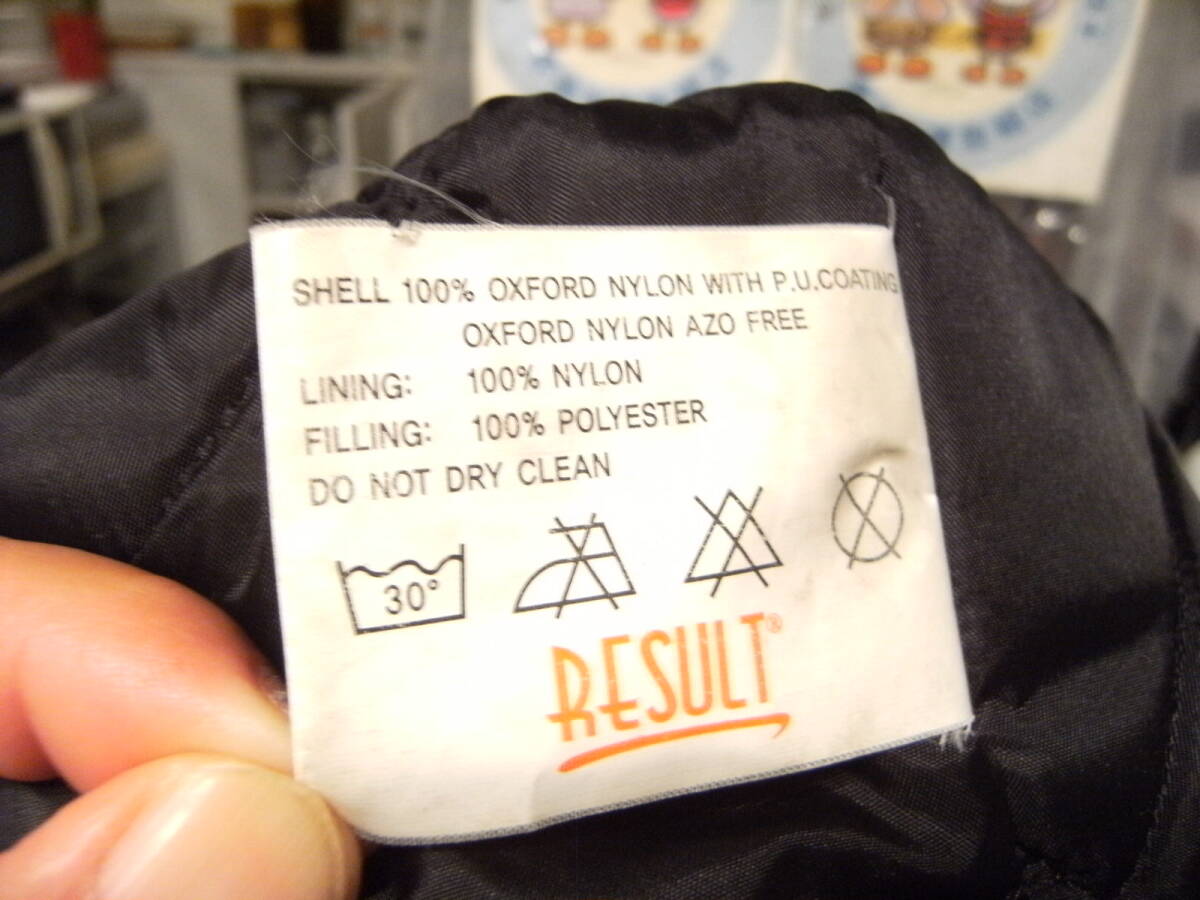 SHELL 100% OXFORD NYLON WITH P.U.COATING
OXFORD NYLON AZO FREE
LINING: 100% NYLON
FILLING: 100% POLYESTER
DO NOT DRY CLEAN
30°
RESULT®